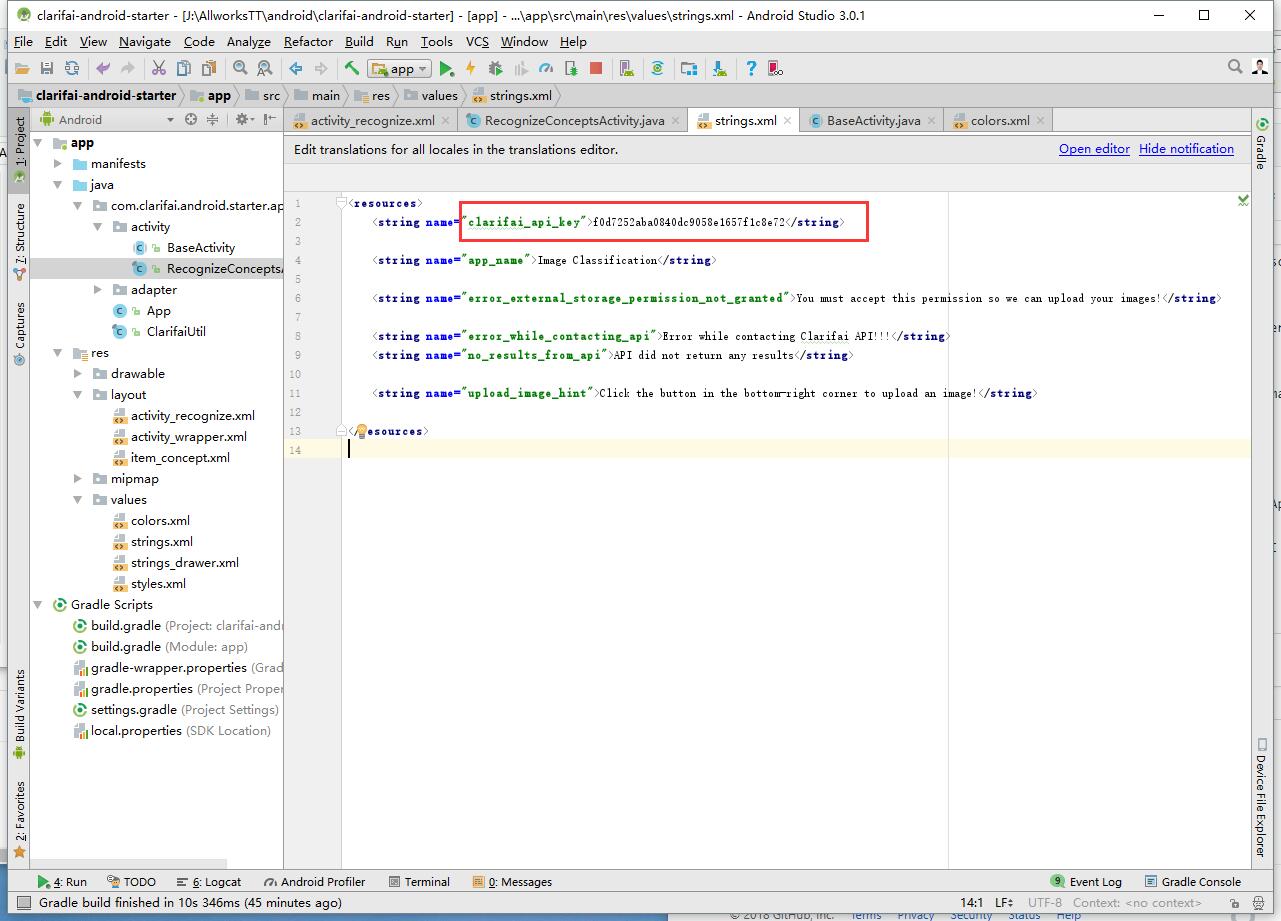 clarifai-android-starter - [J:\AllworksTT\android\clarifai-android-starter] - [app] - ...\app\src\main\res\values\strings.xml - Android Studio 3.0.1
File Edit View Navigate Code Analyze Refactor Build Run Tools VCS Window Help
app
clarifai-android-starter app src main res values strings.xml
Android
activity_recognize.xml RecognizeConceptsActivity.java strings.xml BaseActivity.java colors.xml
Edit translations for all locales in the translations editor. Open editor Hide notification
1: Project
7: Structure
Captures
Build Variants
2: Favorites
app
manifests
java
com.clarifai.android.starter.ap
activity
BaseActivity
RecognizeConcepts
adapter
App
ClarifaiUtil
res
drawable
layout
activity_recognize.xml
activity_wrapper.xml
item_concept.xml
mipmap
values
colors.xml
strings.xml
strings_drawer.xml
styles.xml
Gradle Scripts
build.gradle (Project: clarifai-and
build.gradle (Module: app)
gradle-wrapper.properties (Grad
gradle.properties (Project Proper
settings.gradle (Project Settings)
local.properties (SDK Location)
1 <resources>
2 <string name="clarifai_api_key">f0d7252aba0840dc9058e1657f1c8e72</string>
3
4 <string name="app_name">Image Classification</string>
5
6 <string name="error_external_storage_permission_not_granted">You must accept this permission so we can upload your images!</string>
7
8 <string name="error_while_contacting_api">Error while contacting Clarifai API!!!</string>
9 <string name="no_results_from_api">API did not return any results</string>
10
11 <string name="upload_image_hint">Click the button in the bottom-right corner to upload an image!</string>
12
13 </resources>
14
Gradle
Device File Explorer
4: Run TODO 6: Logcat Android Profiler Terminal 0: Messages 9 Event Log Gradle Console
Gradle build finished in 10s 346ms (45 minutes ago) 14:1 LF UTF-8 Context: <no context>
© 2018 GitHub, Inc. Terms Privacy Security Status Help